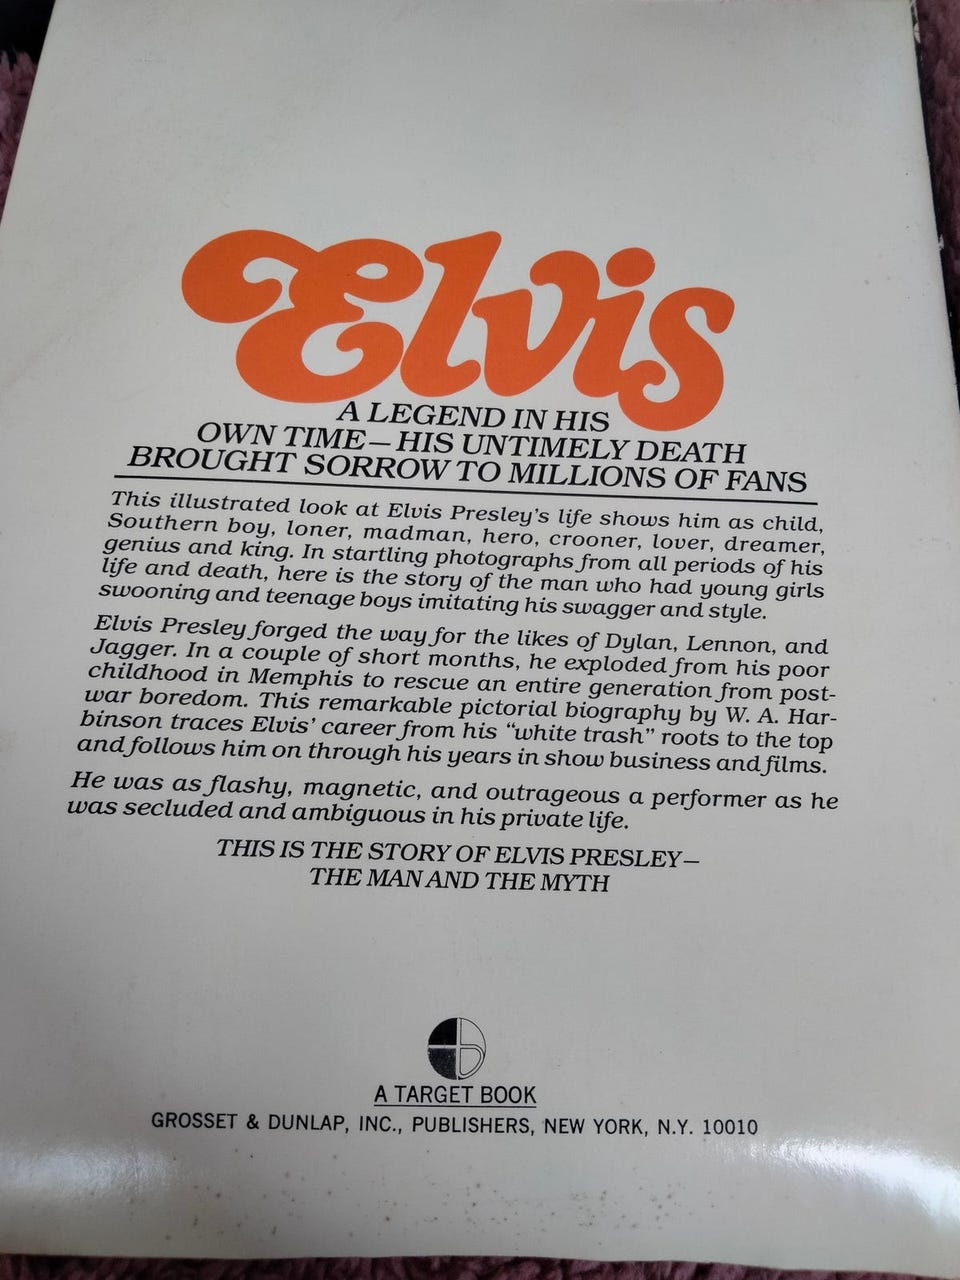 Elvis
A LEGEND IN HIS
OWN TIME—HIS UNTIMELY DEATH
BROUGHT SORROW TO MILLIONS OF FANS
This illustrated look at Elvis Presley's life shows him as child,
Southern boy, loner, madman, hero, crooner, lover, dreamer,
genius and king. In startling photographs from all periods of his
life and death, here is the story of the man who had young girls
swooning and teenage boys imitating his swagger and style.
Elvis Presley forged the way for the likes of Dylan, Lennon, and
Jagger. In a couple of short months, he exploded from his poor
childhood in Memphis to rescue an entire generation from post-
war boredom. This remarkable pictorial biography by W. A. Har-
binson traces Elvis' career from his "white trash" roots to the top
and follows him on through his years in show business and films.
He was as flashy, magnetic, and outrageous a performer as he
was secluded and ambiguous in his private life.
THIS IS THE STORY OF ELVIS PRESLEY—
THE MAN AND THE MYTH
A TARGET BOOK
GROSSET & DUNLAP, INC., PUBLISHERS, NEW YORK, N.Y. 10010